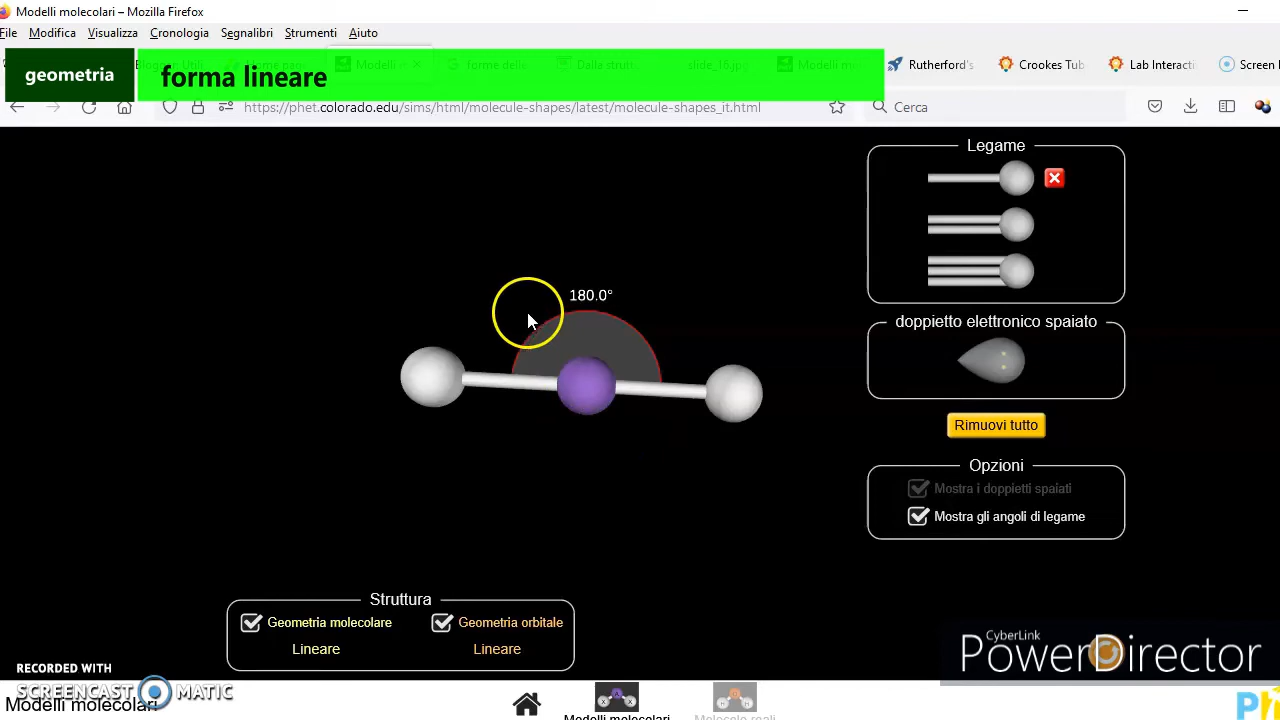 Modelli molecolari – Mozilla Firefox
File Modifica Visualizza Cronologia Segnalibri Strumenti Aiuto
geometria forma lineare
Rutherford's Crookes Tub Lab Interacti Screen
https://phet.colorado.edu/sims/html/molecule-shapes/latest/molecule-shapes_it.html Cerca
Legame
180.0°
doppietto elettronico spaiato
Rimuovi tutto
Opzioni
Mostra i doppietti spaiati
Mostra gli angoli di legame
Struttura
Geometria molecolare Geometria orbitale
Lineare Lineare
CyberLink
PowerDirector
RECORDED WITH
SCREENCAST MATIC
Modelli molecolari
Modelli molecolari Molecole reali